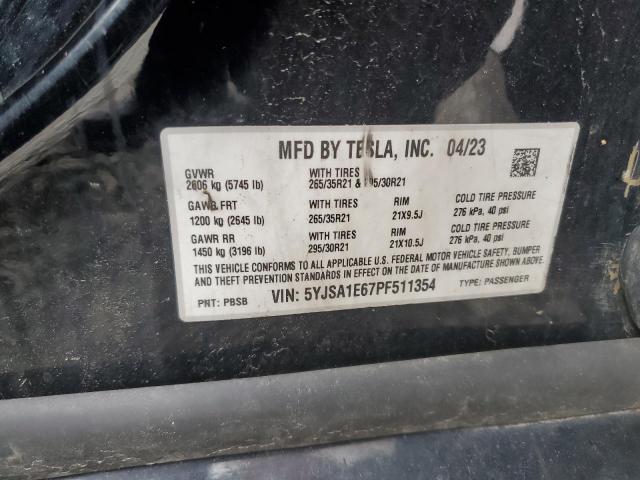 MFD BY TESLA, INC. 04/23
GVWR WITH TIRES
2606 kg (5745 lb) 265/35R21 & 295/30R21
GAWR FRT WITH TIRES RIM COLD TIRE PRESSURE
1200 kg (2645 lb) 265/35R21 21X9.5J 276 kPa, 40 psi
GAWR RR WITH TIRES RIM COLD TIRE PRESSURE
1450 kg (3196 lb) 295/30R21 21X10.5J 276 kPa, 40 psi
THIS VEHICLE CONFORMS TO ALL APPLICABLE U.S. FEDERAL MOTOR VEHICLE SAFETY, BUMPER
AND THEFT PREVENTION STANDARDS IN EFFECT ON THE DATE OF MANUFACTURE SHOWN ABOVE.
PNT: PBSB VIN: 5YJSA1E67PF511354 TYPE: PASSENGER